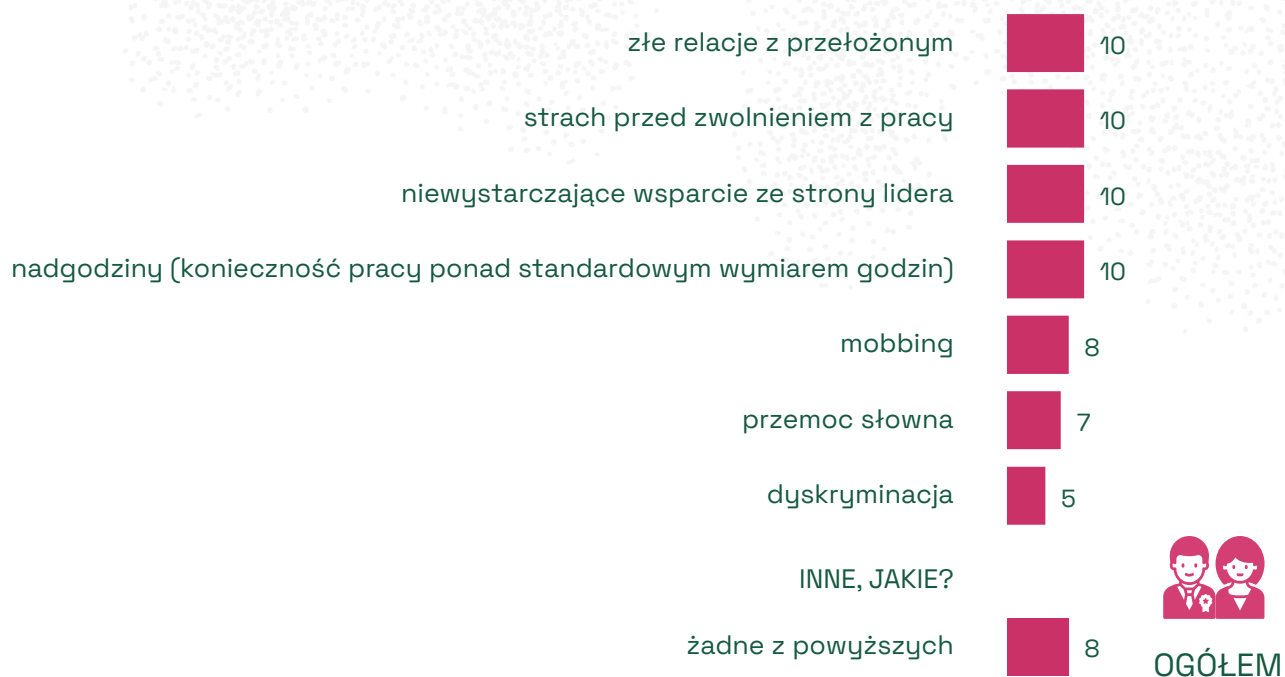 złe relacje z przełożonym 10
strach przed zwolnieniem z pracy 10
niewystarczające wsparcie ze strony lidera 10
nadgodziny (konieczność pracy ponad standardowym wymiarem godzin) 10
mobbing 8
przemoc słowna 7
dyskryminacja 5
INNE, JAKIE?
żadne z powyższych 8
OGÓŁEM